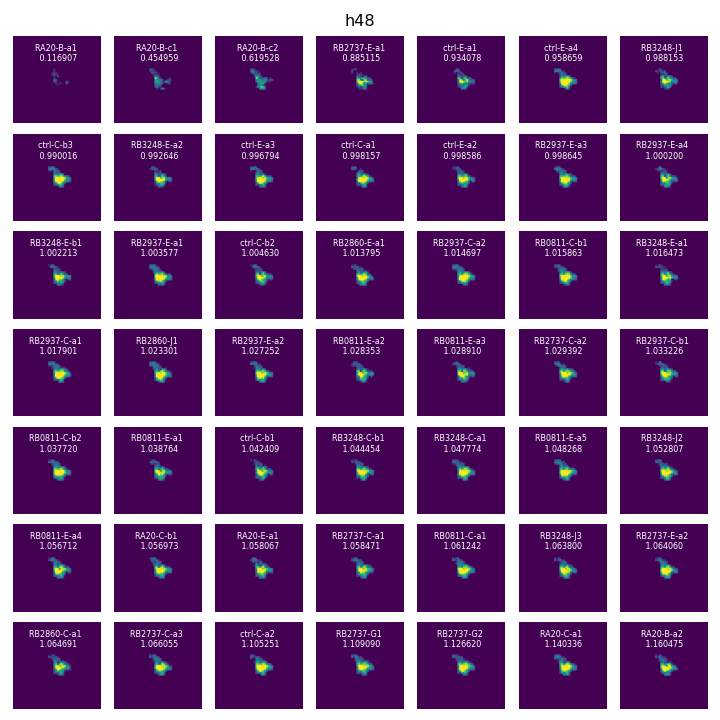 h48
RA20-B-a1
0.116907
RA20-B-c1
0.454959
RA20-B-c2
0.619528
RB2737-E-a1
0.885115
ctrl-E-a1
0.934078
ctrl-E-a4
0.958659
RB3248-J1
0.988153
ctrl-C-b3
0.990016
RB3248-E-a2
0.992646
ctrl-E-a3
0.996794
ctrl-C-a1
0.998157
ctrl-E-a2
0.998586
RB2937-E-a3
0.998645
RB2937-E-a4
1.000200
RB3248-E-b1
1.002213
RB2937-E-a1
1.003577
ctrl-C-b2
1.004630
RB2860-E-a1
1.013795
RB2937-C-a2
1.014697
RB0811-C-b1
1.015863
RB3248-E-a1
1.016473
RB2937-C-a1
1.017901
RB2860-J1
1.023301
RB2937-E-a2
1.027252
RB0811-E-a2
1.028353
RB0811-E-a3
1.028910
RB2737-C-a2
1.029392
RB2937-C-b1
1.033226
RB0811-C-b2
1.037720
RB0811-E-a1
1.038764
ctrl-C-b1
1.042409
RB3248-C-b1
1.044454
RB3248-C-a1
1.047774
RB0811-E-a5
1.048268
RB3248-J2
1.052807
RB0811-E-a4
1.056712
RA20-C-b1
1.056973
RA20-E-a1
1.058067
RB2737-C-a1
1.058471
RB0811-C-a1
1.061242
RB3248-J3
1.063800
RB2737-E-a2
1.064060
RB2860-C-a1
1.064691
RB2737-C-a3
1.066055
ctrl-C-a2
1.105251
RB2737-G1
1.109090
RB2737-G2
1.126620
RA20-C-a1
1.140336
RA20-B-a2
1.160475